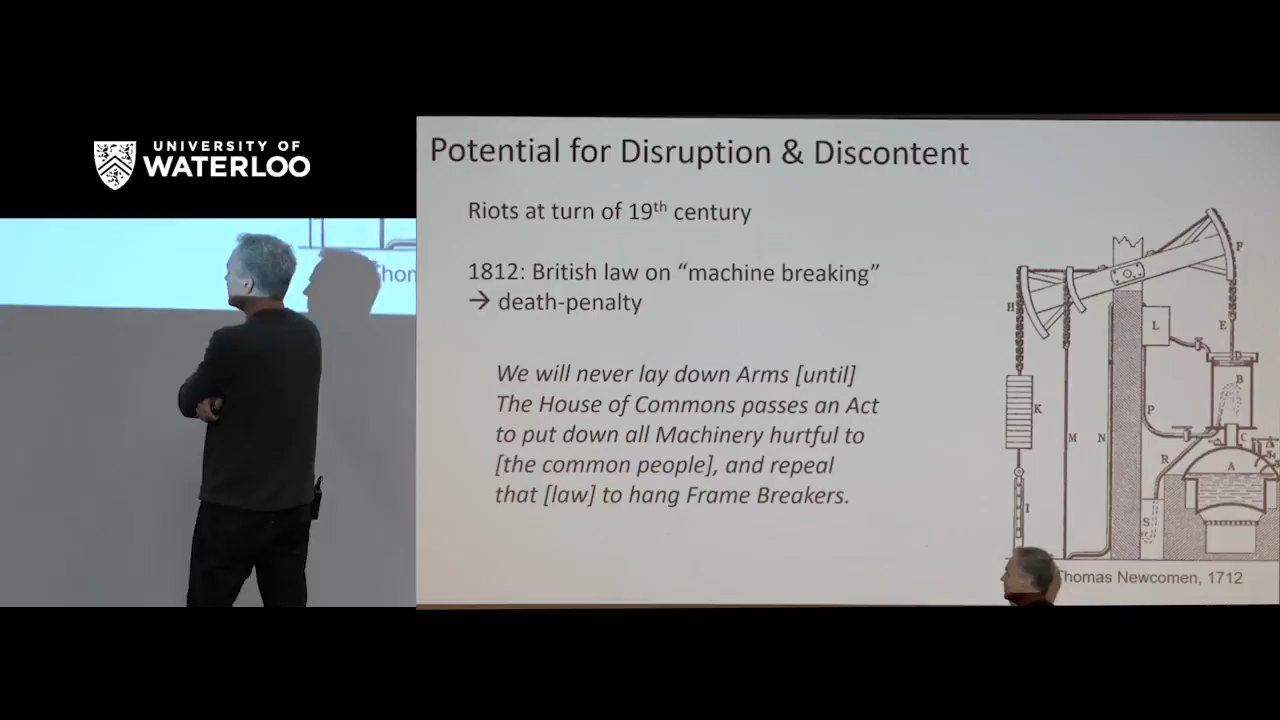 UNIVERSITY OF
WATERLOO
Potential for Disruption & Discontent
Riots at turn of 19th century
1812: British law on “machine breaking”
→ death-penalty
We will never lay down Arms [until]
The House of Commons passes an Act
to put down all Machinery hurtful to
[the common people], and repeal
that [law] to hang Frame Breakers.
F
H
L
E
D
B
K
P
M
N
C
R
A
I
S
Thomas Newcomen, 1712
Thom